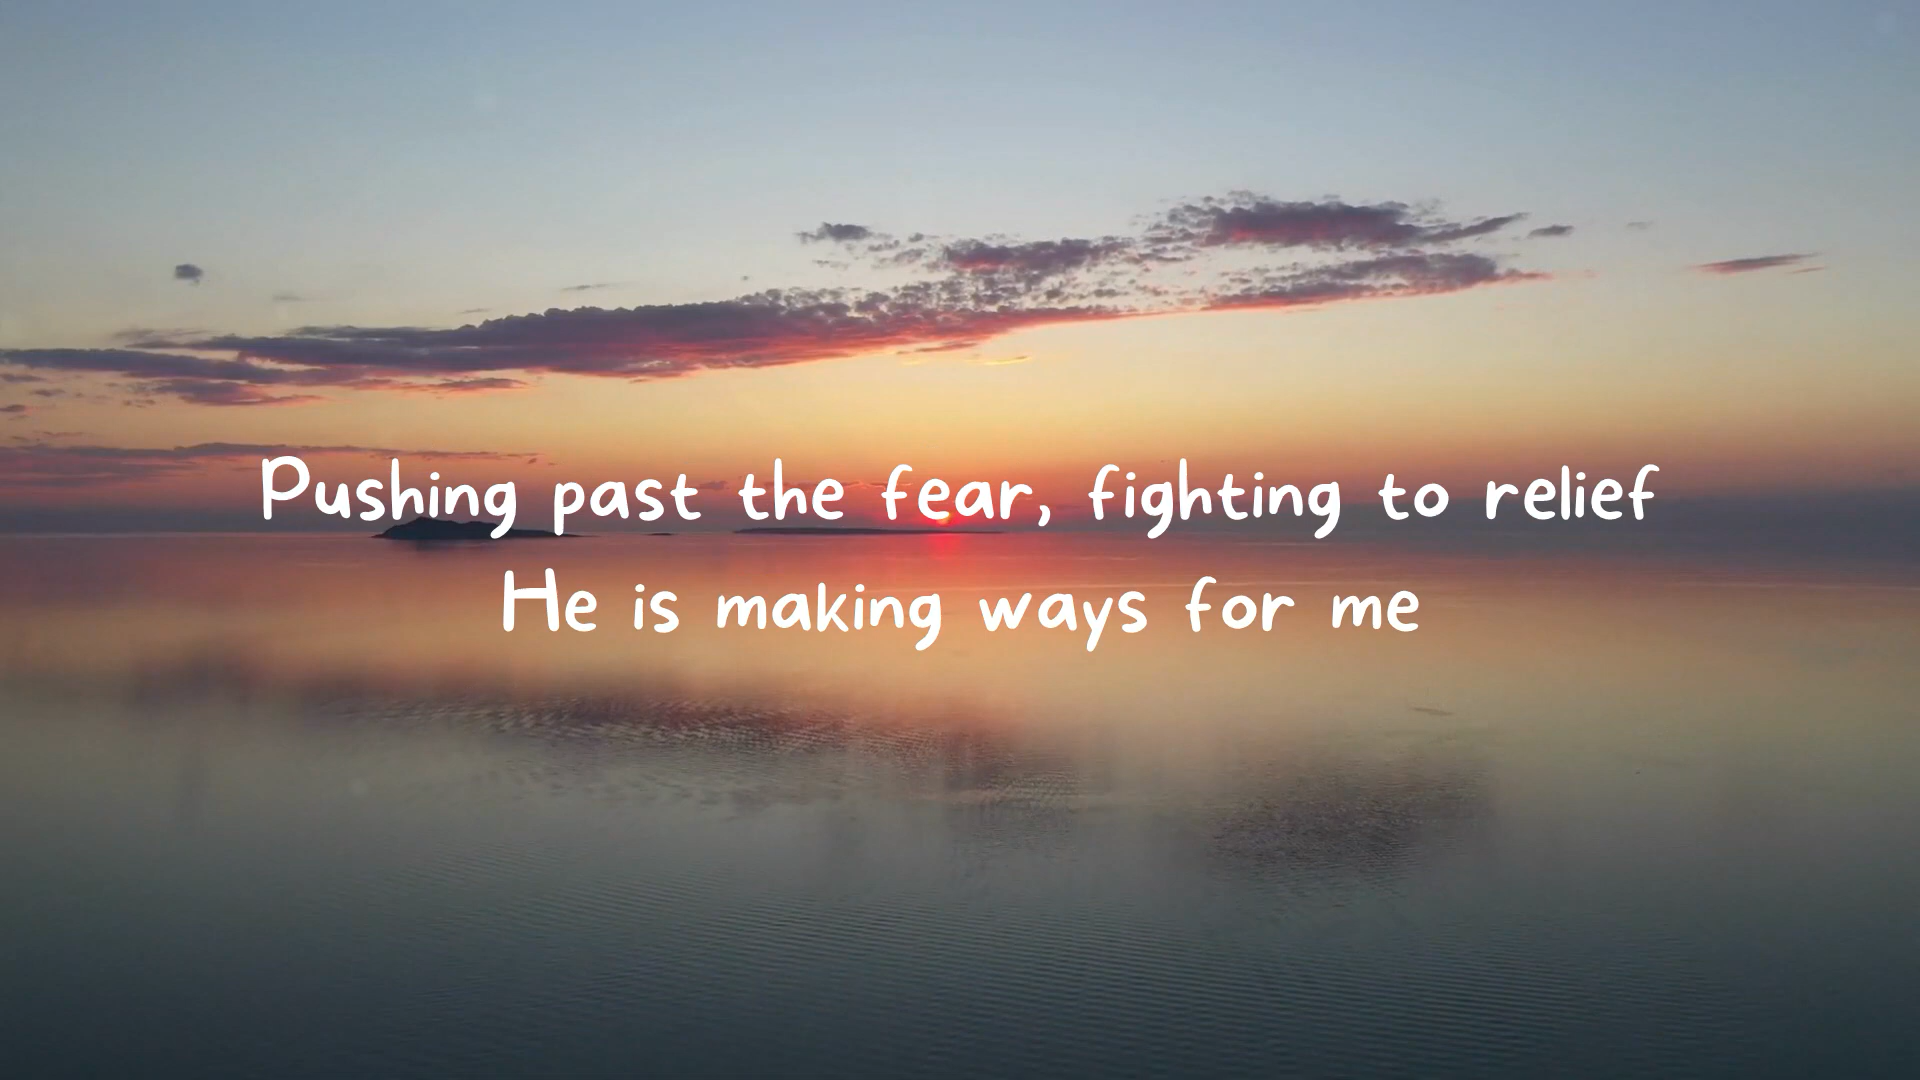 Pushing past the fear, fighting to relief
He is making ways for me